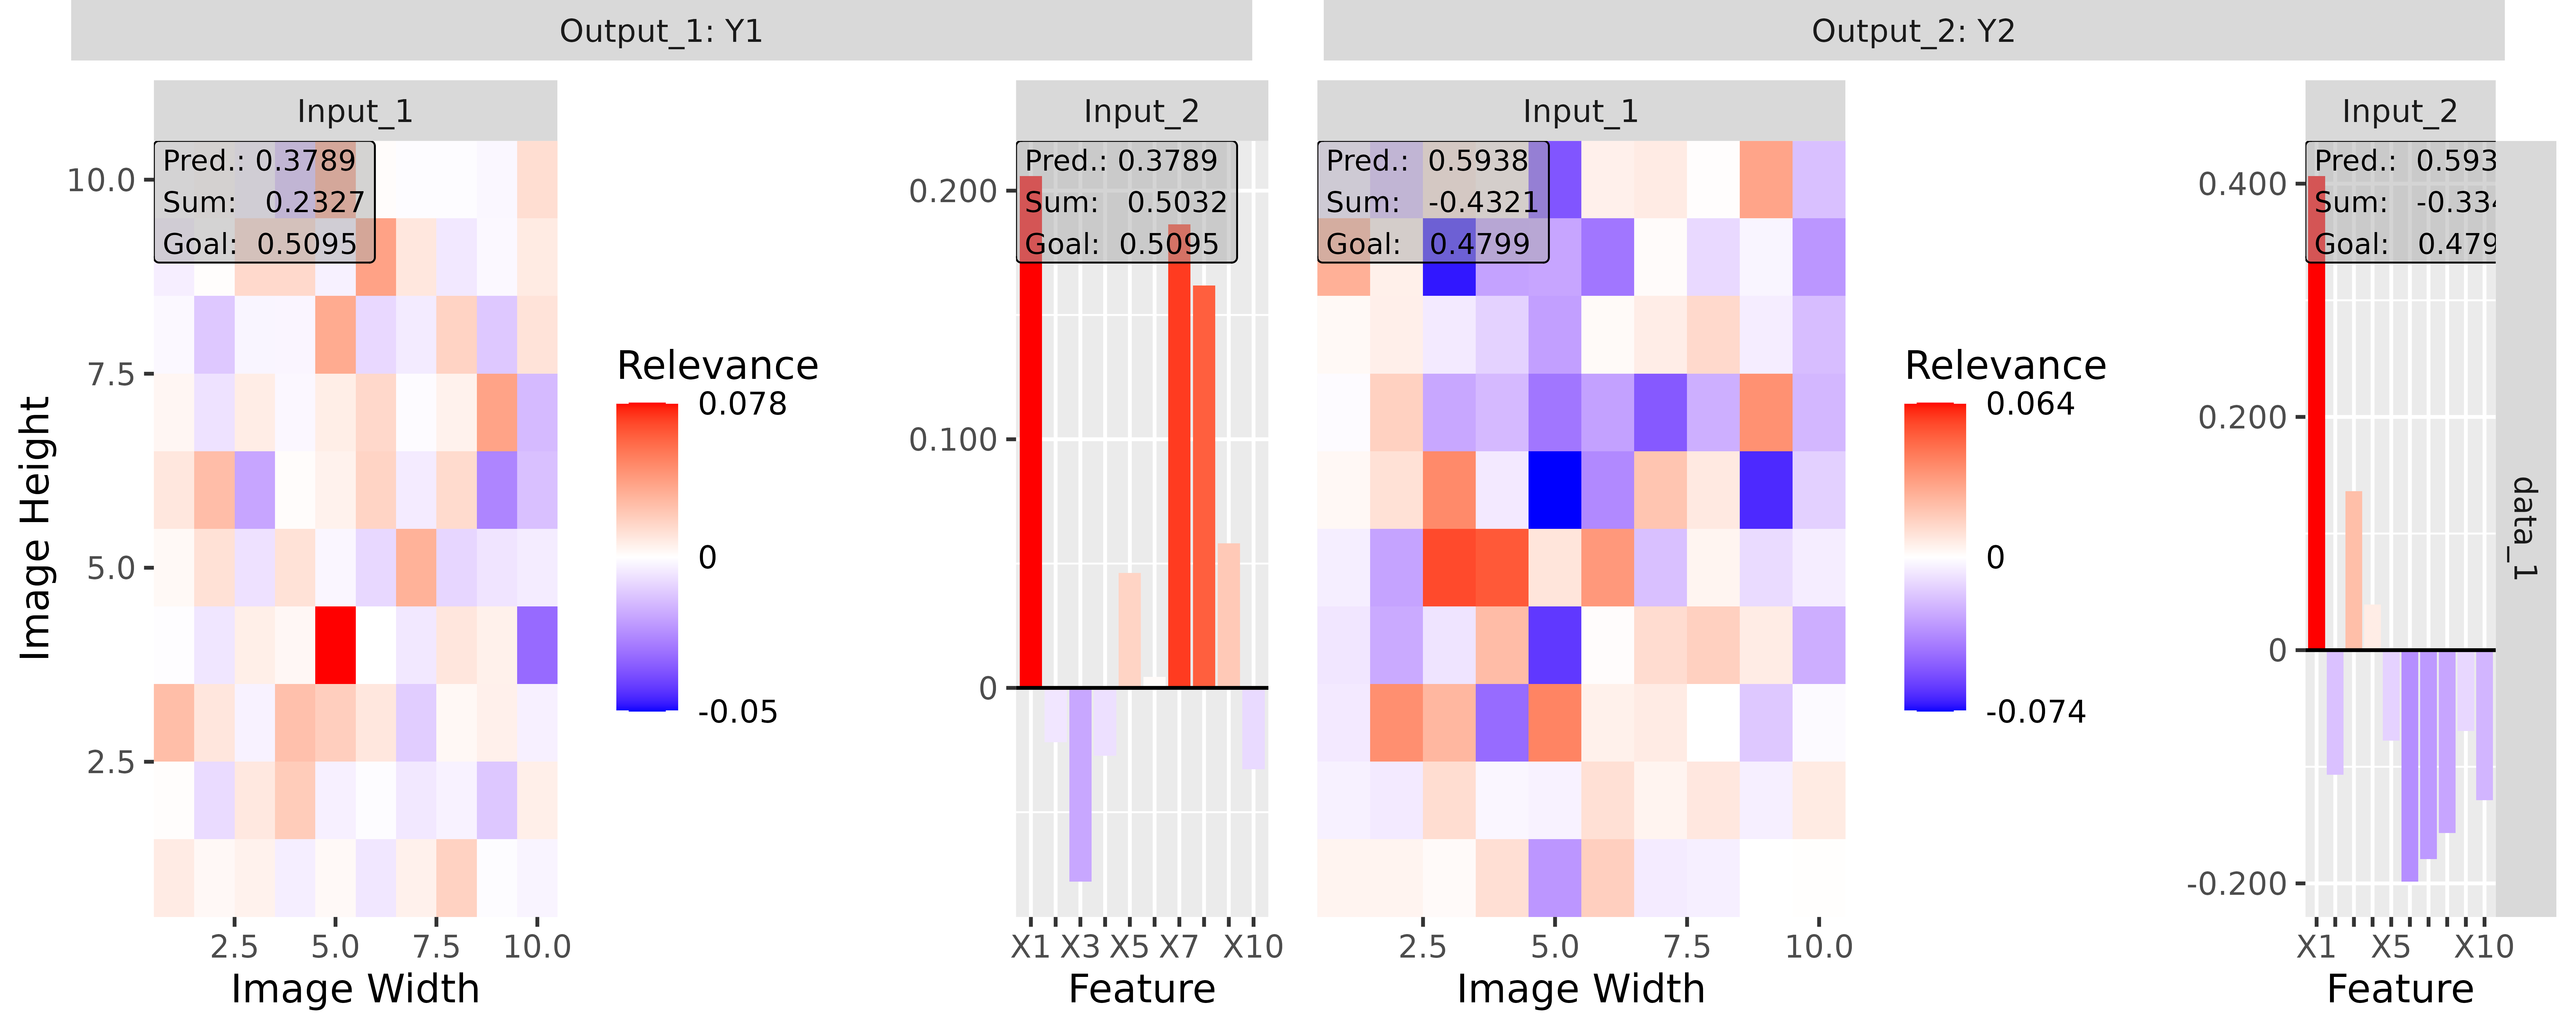 Output_1: Y1
Output_2: Y2
Input_1
Input_2
Input_1
Input_2
Pred.: 0.3789
Sum: 0.2327
Goal: 0.5095
Pred.: 0.3789
Sum: 0.5032
Goal: 0.5095
Pred.: 0.5938
Sum: -0.4321
Goal: 0.4799
Pred.: 0.593
Sum: -0.334
Goal: 0.479
Image Height
10.0
7.5
5.0
2.5
2.5 5.0 7.5 10.0
Image Width
Relevance
0.078
0
-0.05
0.200
0.100
0
X1 X3 X5 X7 X10
Feature
2.5 5.0 7.5 10.0
Image Width
Relevance
0.064
0
-0.074
0.400
0.200
0
-0.200
X1 X5 X10
Feature
data_1